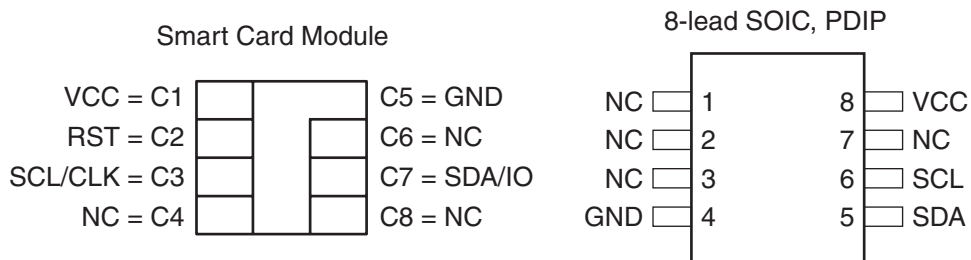 Smart Card Module
VCC = C1
C5 = GND
RST = C2
C6 = NC
SCL/CLK = C3
C7 = SDA/IO
NC = C4
C8 = NC
8-lead SOIC, PDIP
NC 1 8 VCC
NC 2 7 NC
NC 3 6 SCL
GND 4 5 SDA